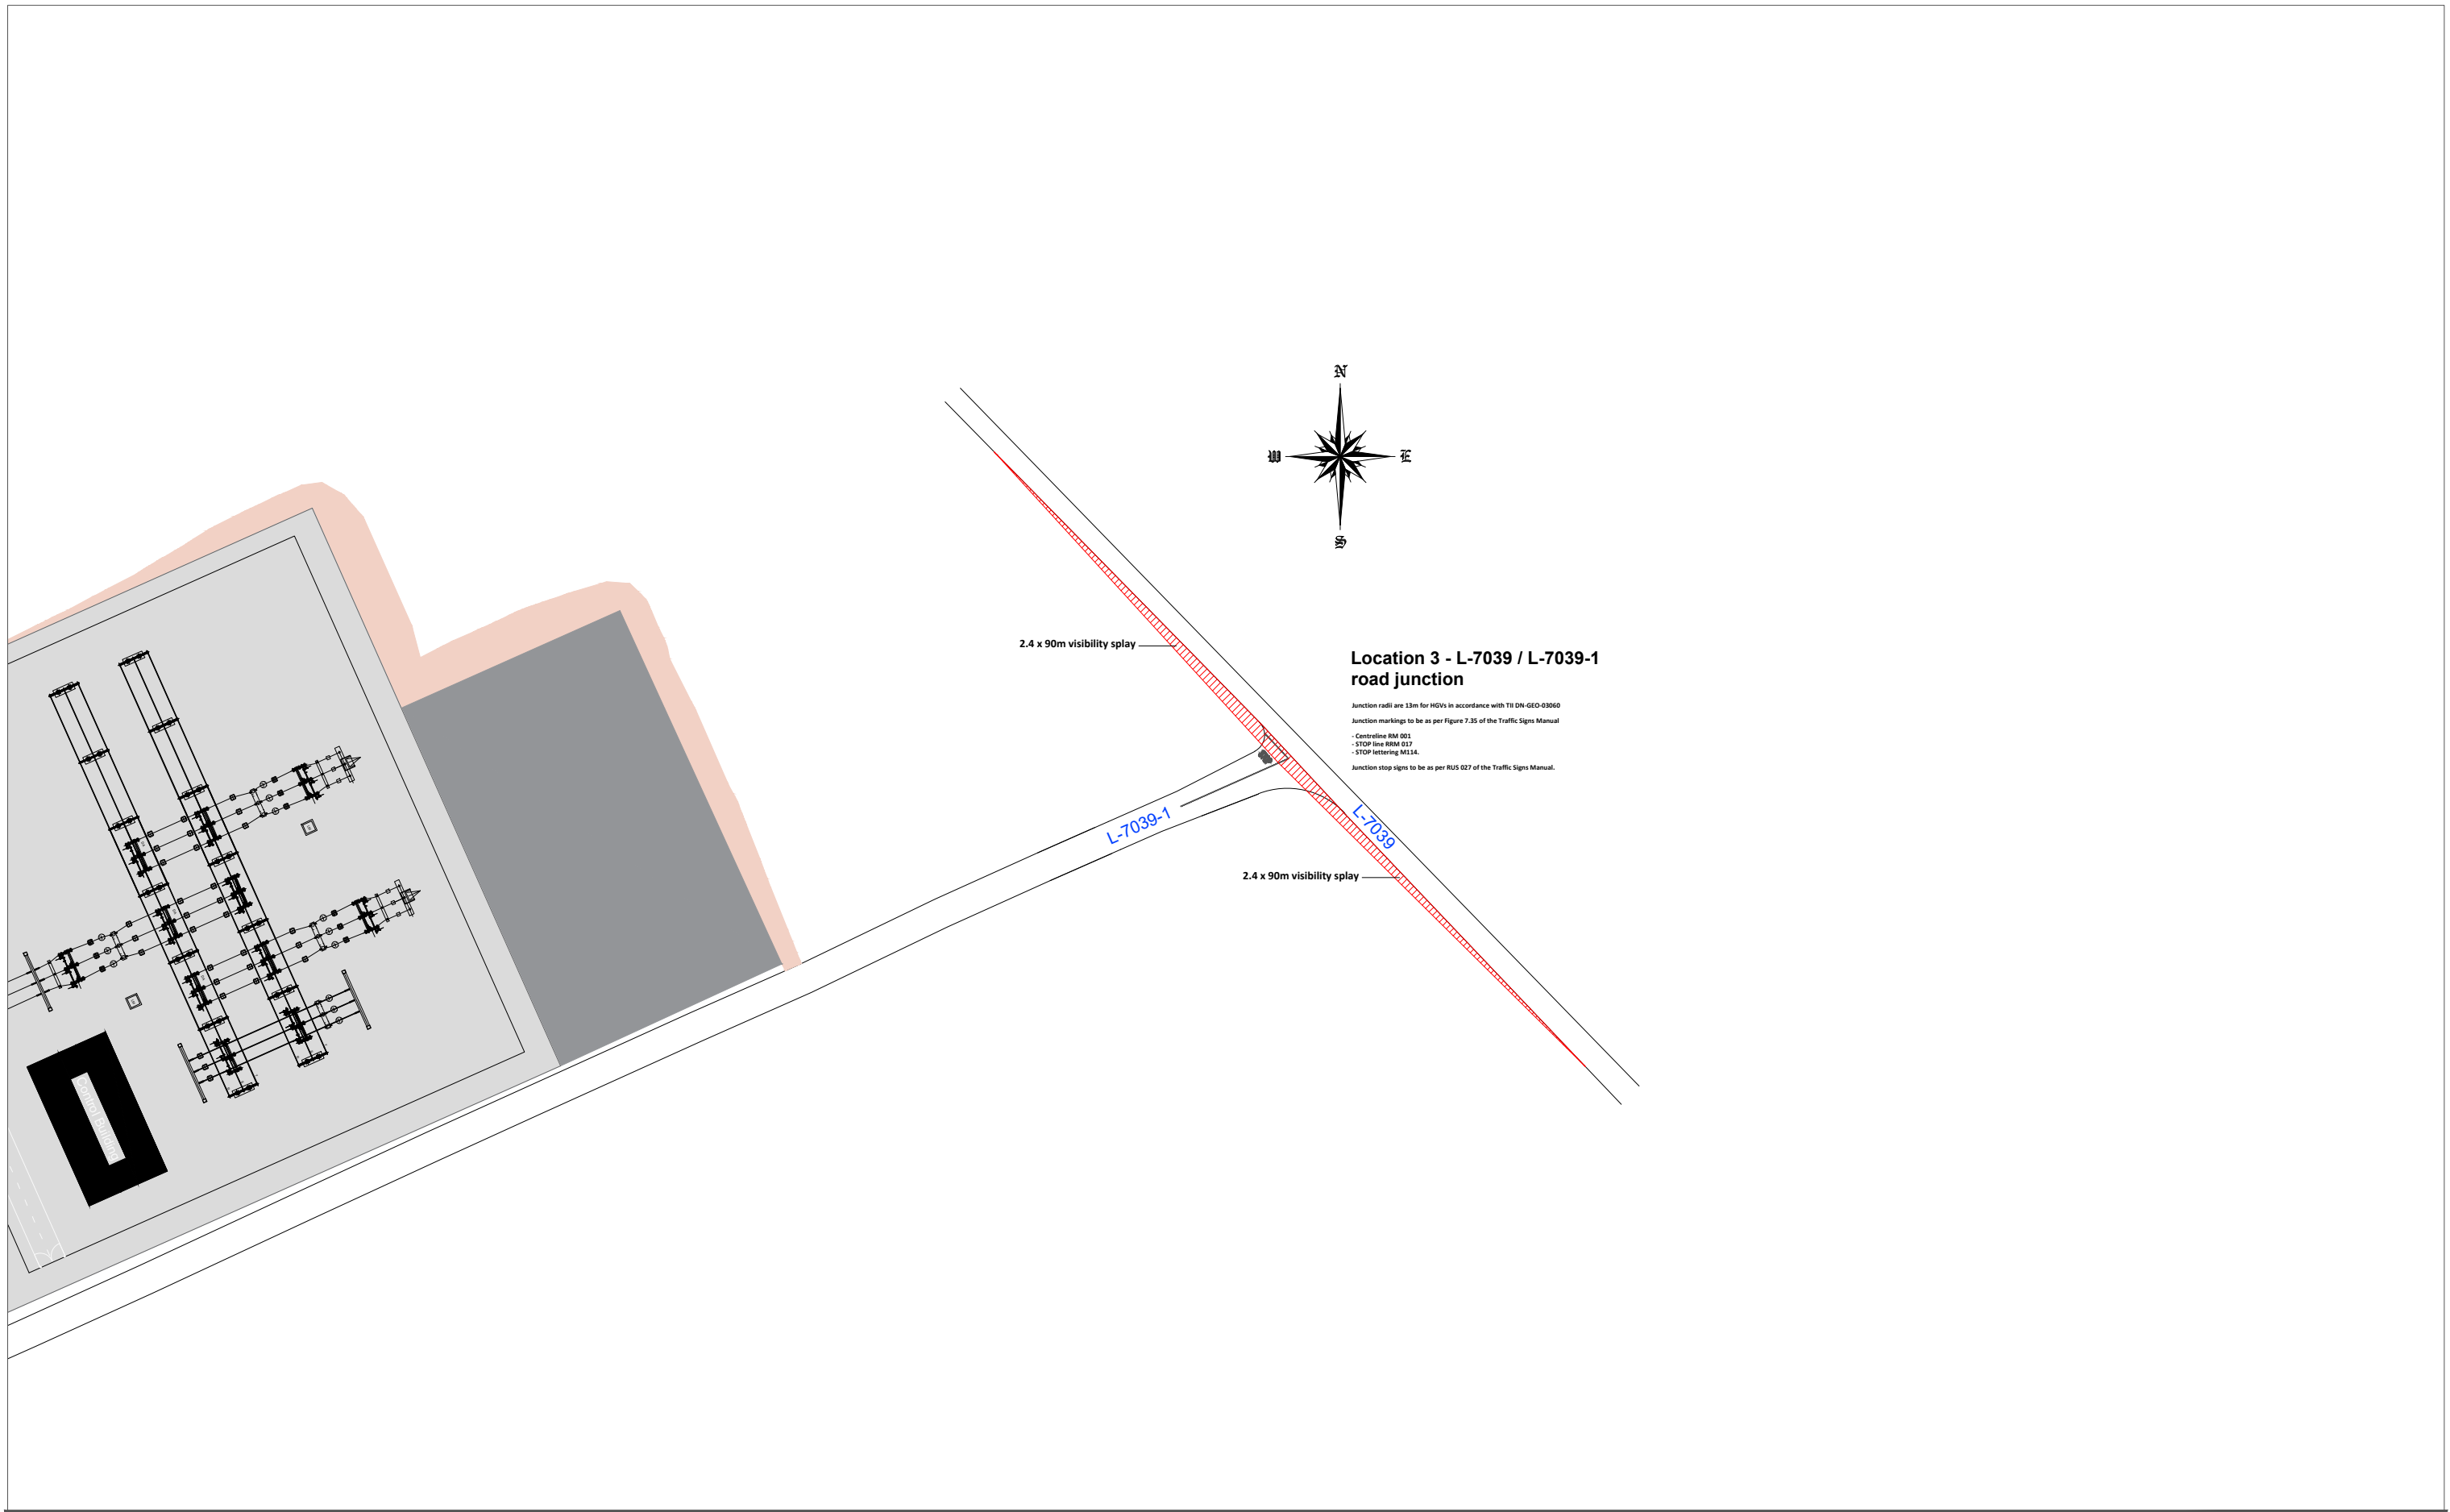 N
W
E
S
2.4 x 90m visibility splay
Location 3 - L-7039 / L-7039-1
road junction
Junction radii are 13m for HGVs in accordance with TII DN-GEO-03060
Junction markings to be as per Figure 7.35 of the Traffic Signs Manual
- Centreline RM 001
- STOP line RRM 017
- STOP lettering M114.
Junction stop signs to be as per RUS 027 of the Traffic Signs Manual.
L-7039-1
L-7039
2.4 x 90m visibility splay
Control Building